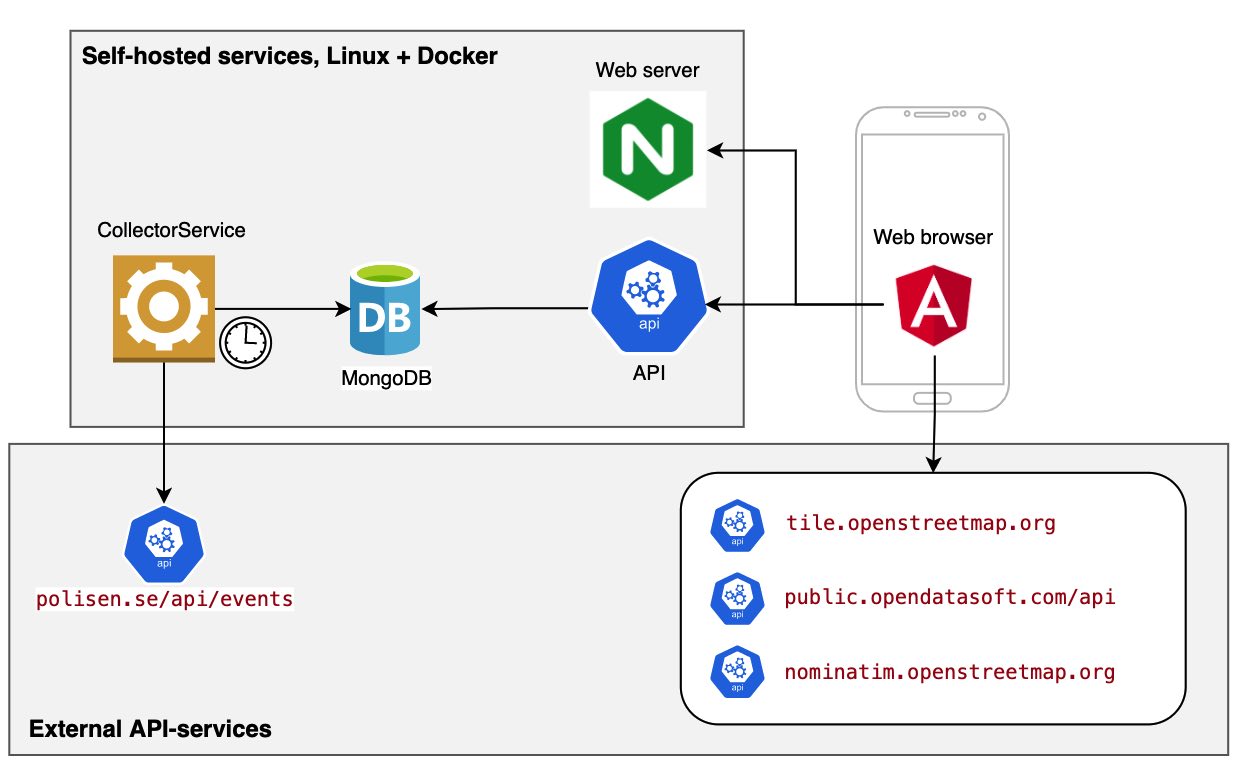 Self-hosted services, Linux + Docker
Web server
N
CollectorService
Web browser
A
DB
api
MongoDB
API
api
polisen.se/api/events
api
tile.openstreetmap.org
api
public.opendatasoft.com/api
api
nominatim.openstreetmap.org
External API-services